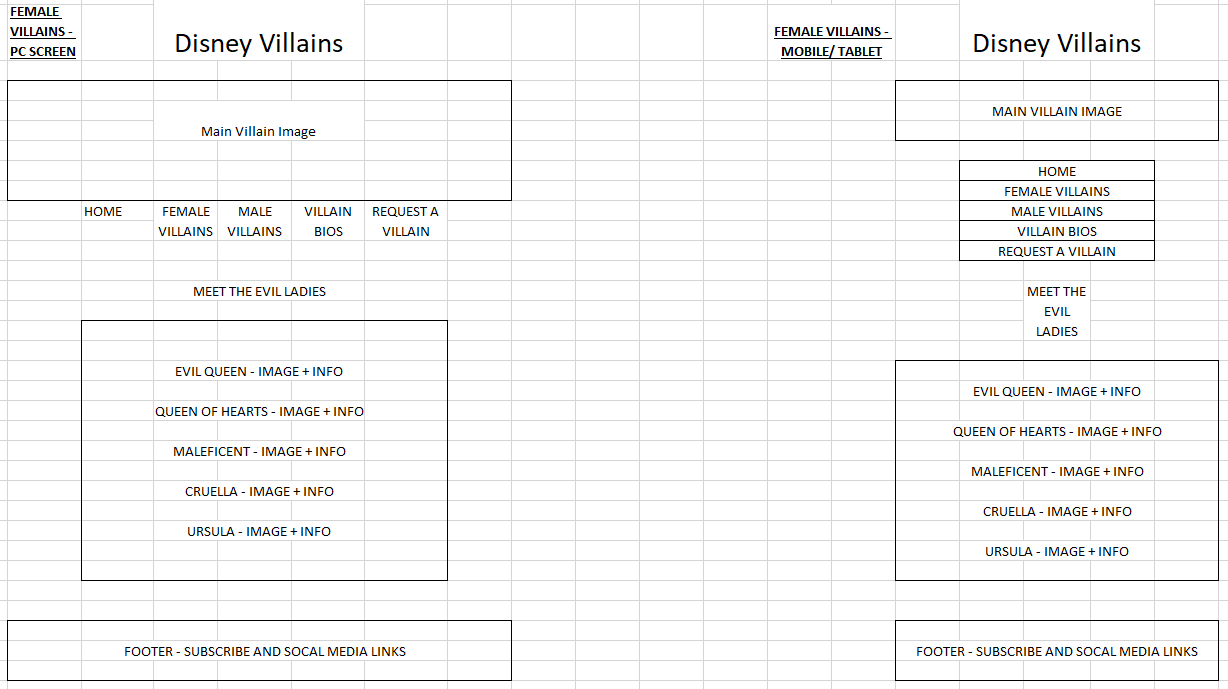 FEMALE
VILLAINS -
PC SCREEN
Disney Villains
Main Villain Image
HOME
FEMALE
VILLAINS
MALE
VILLAINS
VILLAIN
BIOS
REQUEST A
VILLAIN
MEET THE EVIL LADIES
EVIL QUEEN - IMAGE + INFO
QUEEN OF HEARTS - IMAGE + INFO
MALEFICENT - IMAGE + INFO
CRUELLA - IMAGE + INFO
URSULA - IMAGE + INFO
FOOTER - SUBSCRIBE AND SOCAL MEDIA LINKS
FEMALE VILLAINS -
MOBILE/ TABLET
Disney Villains
MAIN VILLAIN IMAGE
HOME
FEMALE VILLAINS
MALE VILLAINS
VILLAIN BIOS
REQUEST A VILLAIN
MEET THE
EVIL
LADIES
EVIL QUEEN - IMAGE + INFO
QUEEN OF HEARTS - IMAGE + INFO
MALEFICENT - IMAGE + INFO
CRUELLA - IMAGE + INFO
URSULA - IMAGE + INFO
FOOTER - SUBSCRIBE AND SOCAL MEDIA LINKS